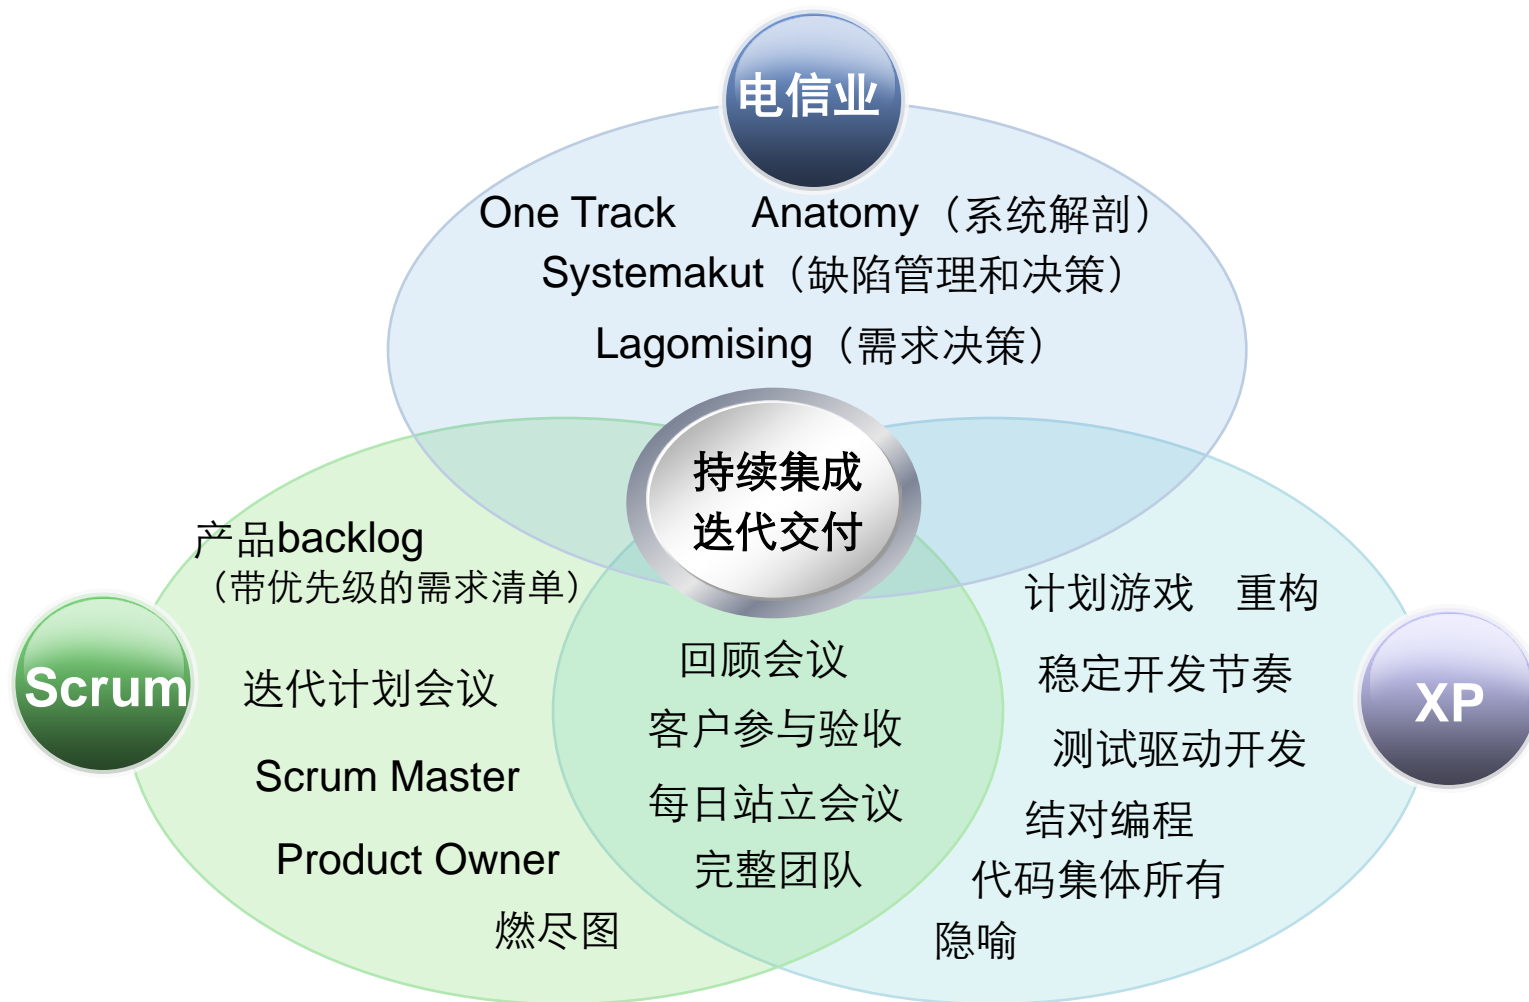 电信业
One Track Anatomy（系统解剖）
Systemakut（缺陷管理和决策）
Lagomising（需求决策）
持续集成
迭代交付
产品backlog
（带优先级的需求清单）
Scrum
迭代计划会议
Scrum Master
Product Owner
燃尽图
回顾会议
客户参与验收
每日站立会议
完整团队
计划游戏 重构
稳定开发节奏
XP
测试驱动开发
结对编程
代码集体所有
隐喻